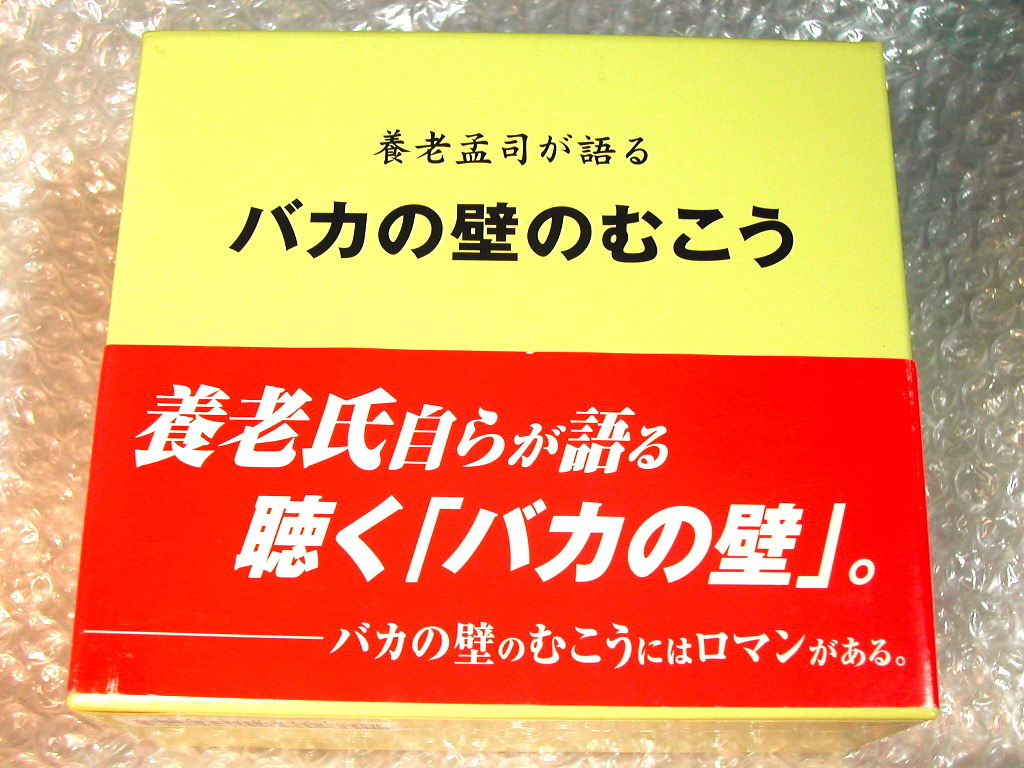 養老孟司が語る
バカの壁のむこう
養老氏自らが語る
聴く「バカの壁」。
バカの壁のむこうにはロマンがある。